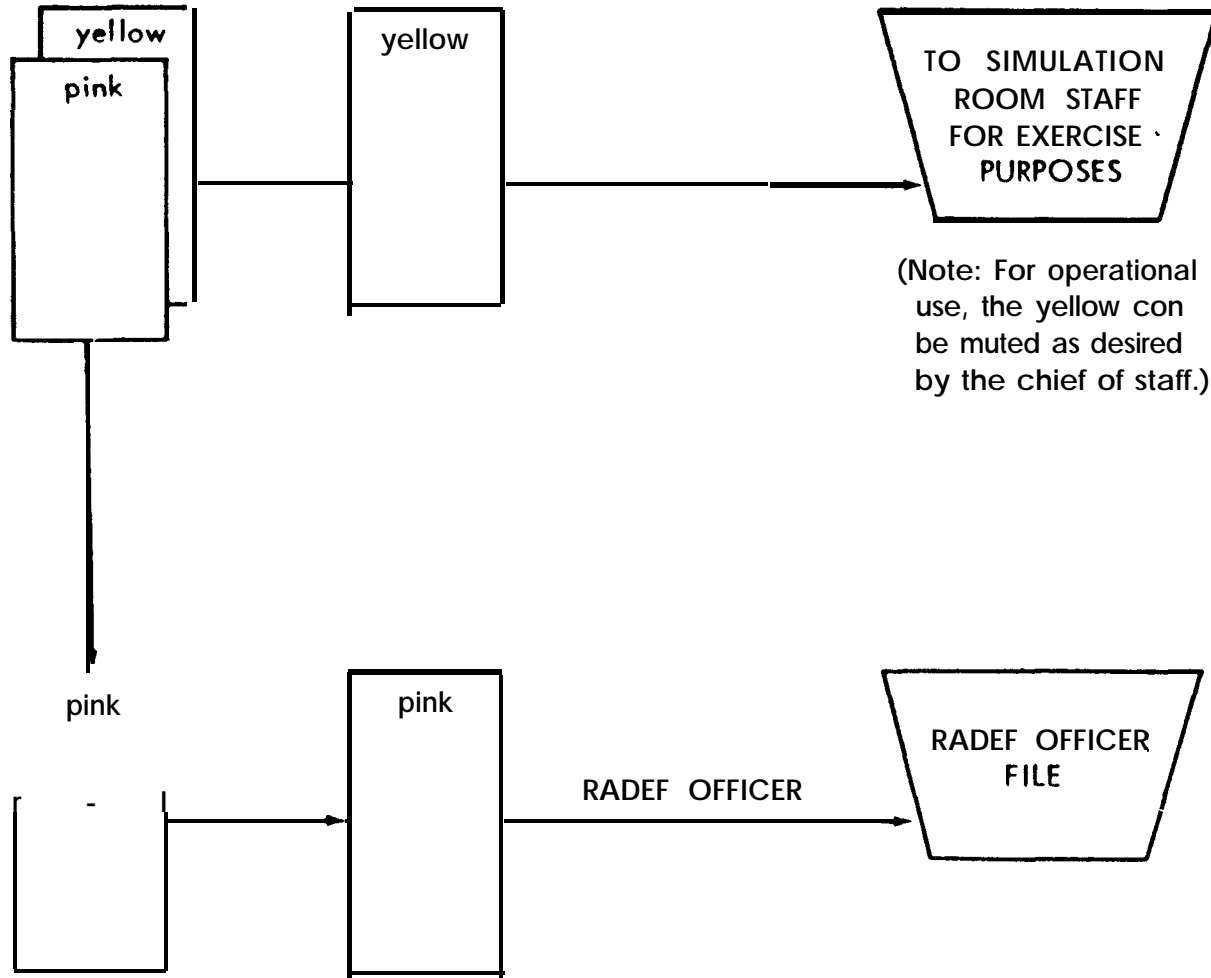 yellow
pink
yellow
TO SIMULATION
ROOM STAFF
FOR EXERCISE
PURPOSES
(Note: For operational
use, the yellow con
be muted as desired
by the chief of staff.)
pink
pink
RADEF OFFICER
RADEF OFFICER
FILE